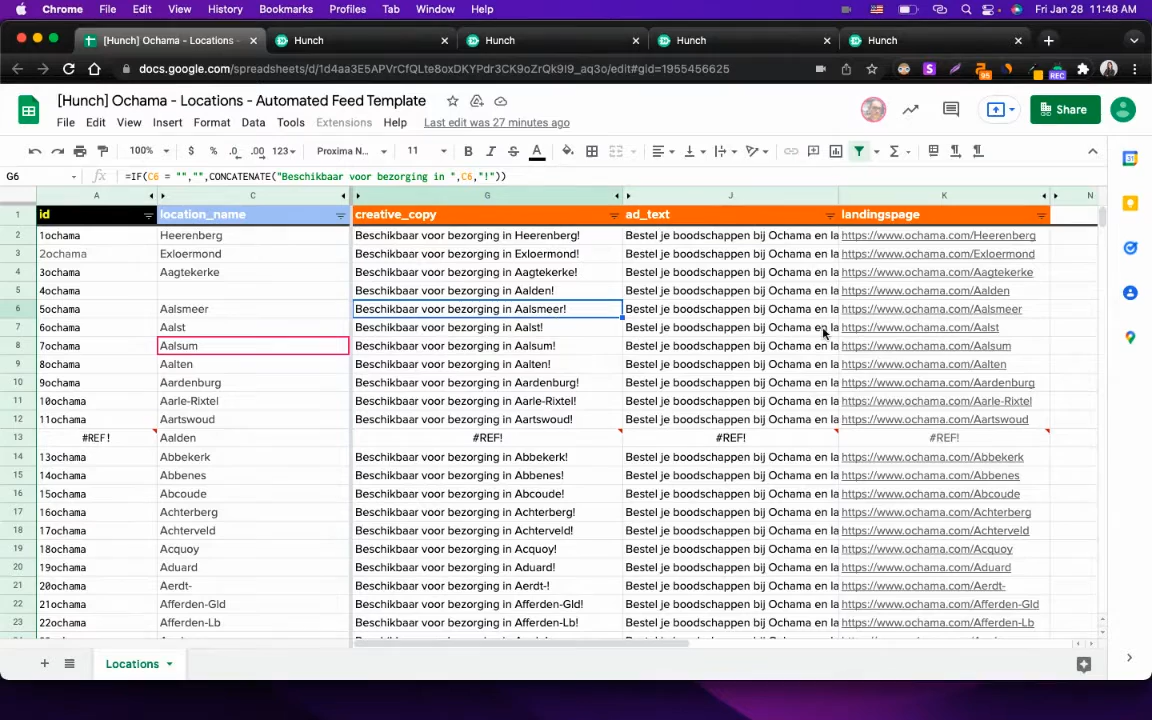 Chrome File Edit View History Bookmarks Profiles Tab Window Help Fri Jan 28 11:48 AM
[Hunch] Ochama - Locations - Hunch Hunch Hunch Hunch
docs.google.com/spreadsheets/d/1d4aa3E5APVrCfQLte8oxDKYPdr3CK9oZrQk9I9_aq3o/edit#gid=1955456625 95 REC
[Hunch] Ochama - Locations - Automated Feed Template Share
File Edit View Insert Format Data Tools Extensions Help Last edit was 27 minutes ago
100% $ % .0 .00 123 Proxima N... 11 B I S A
G6 fx =IF(C6 = "","",CONCATENATE("Beschikbaar voor bezorging in ",C6,"!"))
A C G J K N
1 id location_name creative_copy ad_text landingspage
2 1ochama Heerenberg Beschikbaar voor bezorging in Heerenberg! Bestel je boodschappen bij Ochama en la https://www.ochama.com/Heerenberg
3 2ochama Exloermond Beschikbaar voor bezorging in Exloermond! Bestel je boodschappen bij Ochama en la https://www.ochama.com/Exloermond
4 3ochama Aagtekerke Beschikbaar voor bezorging in Aagtekerke! Bestel je boodschappen bij Ochama en la https://www.ochama.com/Aagtekerke
5 4ochama Beschikbaar voor bezorging in Aalden! Bestel je boodschappen bij Ochama en la https://www.ochama.com/Aalden
6 5ochama Aalsmeer Beschikbaar voor bezorging in Aalsmeer! Bestel je boodschappen bij Ochama en la https://www.ochama.com/Aalsmeer
7 6ochama Aalst Beschikbaar voor bezorging in Aalst! Bestel je boodschappen bij Ochama en la https://www.ochama.com/Aalst
8 7ochama Aalsum Beschikbaar voor bezorging in Aalsum! Bestel je boodschappen bij Ochama en la https://www.ochama.com/Aalsum
9 8ochama Aalten Beschikbaar voor bezorging in Aalten! Bestel je boodschappen bij Ochama en la https://www.ochama.com/Aalten
10 9ochama Aardenburg Beschikbaar voor bezorging in Aardenburg! Bestel je boodschappen bij Ochama en la https://www.ochama.com/Aardenburg
11 10ochama Aarle-Rixtel Beschikbaar voor bezorging in Aarle-Rixtel! Bestel je boodschappen bij Ochama en la https://www.ochama.com/Aarle-Rixtel
12 11ochama Aartswoud Beschikbaar voor bezorging in Aartswoud! Bestel je boodschappen bij Ochama en la https://www.ochama.com/Aartswoud
13 #REF! Aalden #REF! #REF! #REF!
14 13ochama Abbekerk Beschikbaar voor bezorging in Abbekerk! Bestel je boodschappen bij Ochama en la https://www.ochama.com/Abbekerk
15 14ochama Abbenes Beschikbaar voor bezorging in Abbenes! Bestel je boodschappen bij Ochama en la https://www.ochama.com/Abbenes
16 15ochama Abcoude Beschikbaar voor bezorging in Abcoude! Bestel je boodschappen bij Ochama en la https://www.ochama.com/Abcoude
17 16ochama Achterberg Beschikbaar voor bezorging in Achterberg! Bestel je boodschappen bij Ochama en la https://www.ochama.com/Achterberg
18 17ochama Achterveld Beschikbaar voor bezorging in Achterveld! Bestel je boodschappen bij Ochama en la https://www.ochama.com/Achterveld
19 18ochama Acquoy Beschikbaar voor bezorging in Acquoy! Bestel je boodschappen bij Ochama en la https://www.ochama.com/Acquoy
20 19ochama Aduard Beschikbaar voor bezorging in Aduard! Bestel je boodschappen bij Ochama en la https://www.ochama.com/Aduard
21 20ochama Aerdt- Beschikbaar voor bezorging in Aerdt-! Bestel je boodschappen bij Ochama en la https://www.ochama.com/Aerdt-
22 21ochama Afferden-Gld Beschikbaar voor bezorging in Afferden-Gld! Bestel je boodschappen bij Ochama en la https://www.ochama.com/Afferden-Gld
23 22ochama Afferden-Lb Beschikbaar voor bezorging in Afferden-Lb! Bestel je boodschappen bij Ochama en la https://www.ochama.com/Afferden-Lb
Locations